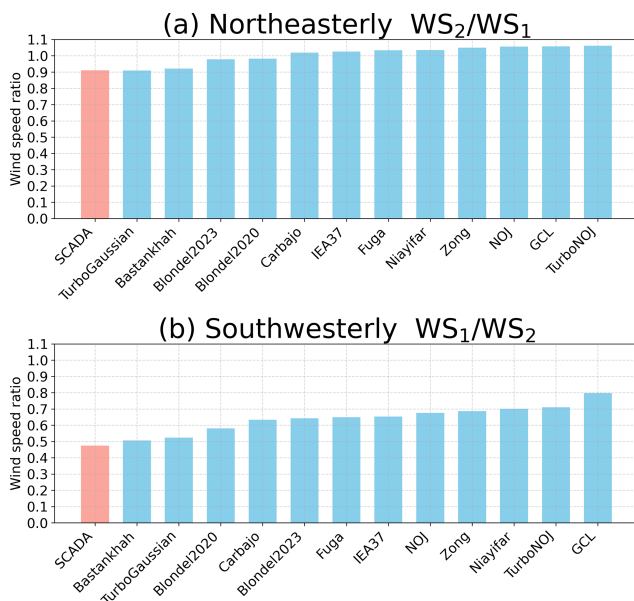 (a) Northeasterly WS₂/WS₁
Wind speed ratio
1.1
1.0
0.9
0.8
0.7
0.6
0.5
0.4
0.3
0.2
0.1
0.0
SCADA
TurboGaussian
Bastankhah
Blondel2023
Blondel2020
Carbajo
IEA37
Fuga
Niayifar
Zong
NOJ
GCL
TurboNOJ
(b) Southwesterly WS₁/WS₂
Wind speed ratio
1.1
1.0
0.9
0.8
0.7
0.6
0.5
0.4
0.3
0.2
0.1
0.0
SCADA
Bastankhah
TurboGaussian
Blondel2020
Carbajo
Blondel2023
Fuga
IEA37
NOJ
Zong
Niayifar
TurboNOJ
GCL